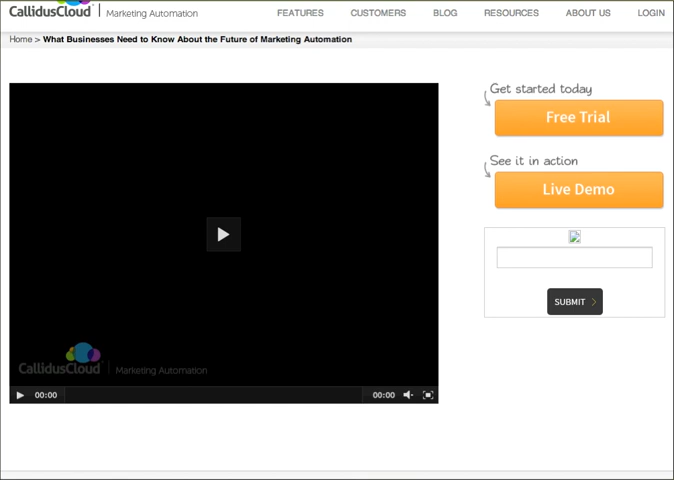 CallidusCloud | Marketing Automation
FEATURES CUSTOMERS BLOG RESOURCES ABOUT US LOGIN
Home > What Businesses Need to Know About the Future of Marketing Automation
Get started today
Free Trial
See it in action
Live Demo
SUBMIT
CallidusCloud | Marketing Automation
00:00 00:00